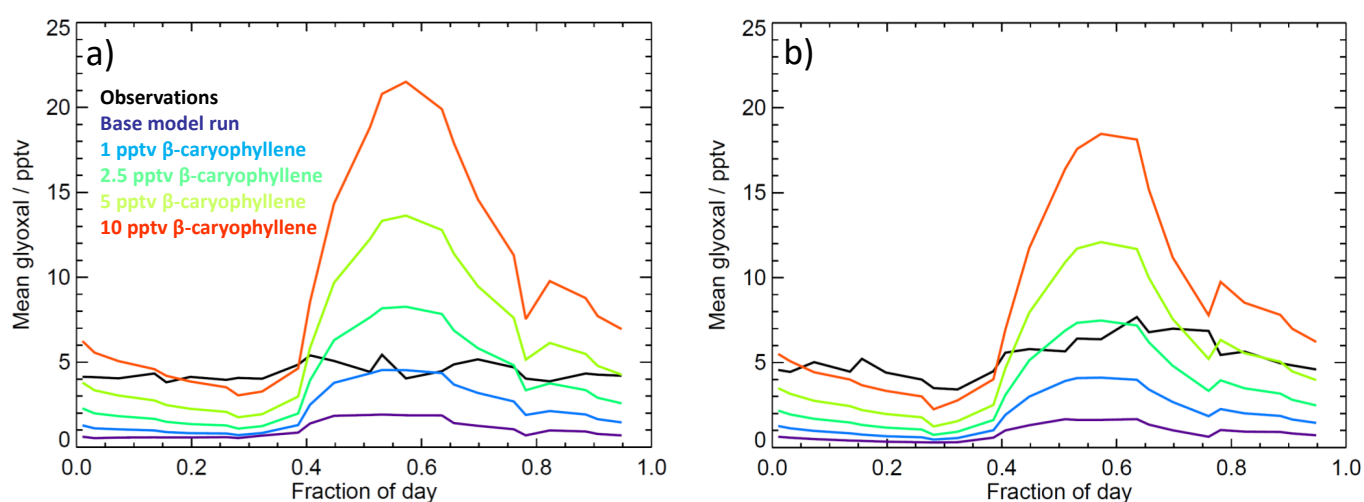 a)
Observations
Base model run
1 pptv β-caryophyllene
2.5 pptv β-caryophyllene
5 pptv β-caryophyllene
10 pptv β-caryophyllene
Mean glyoxal / pptv
25
20
15
10
5
0
0.0 0.2 0.4 0.6 0.8 1.0
Fraction of day
b)
Mean glyoxal / pptv
25
20
15
10
5
0
0.0 0.2 0.4 0.6 0.8 1.0
Fraction of day